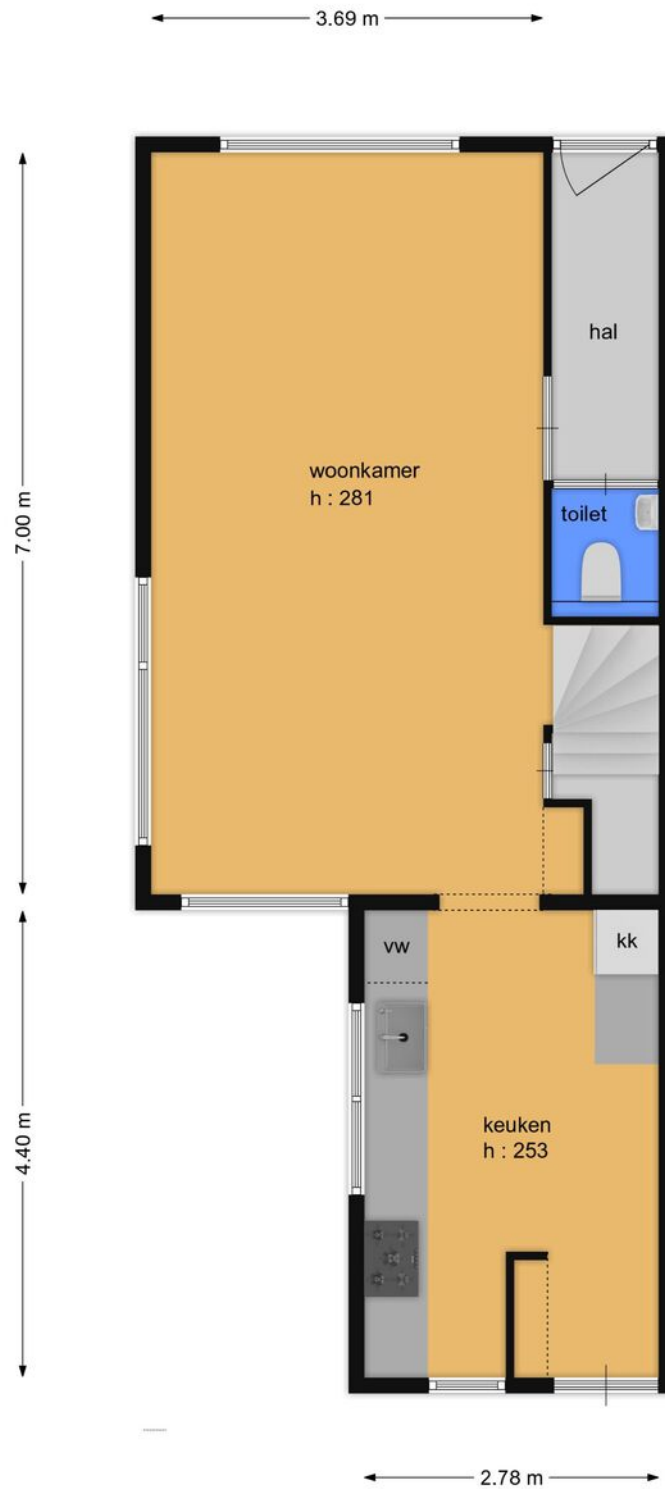 3.69 m
hal
woonkamer
h : 281
7.00 m
toilet
vw
kk
keuken
h : 253
4.40 m
2.78 m